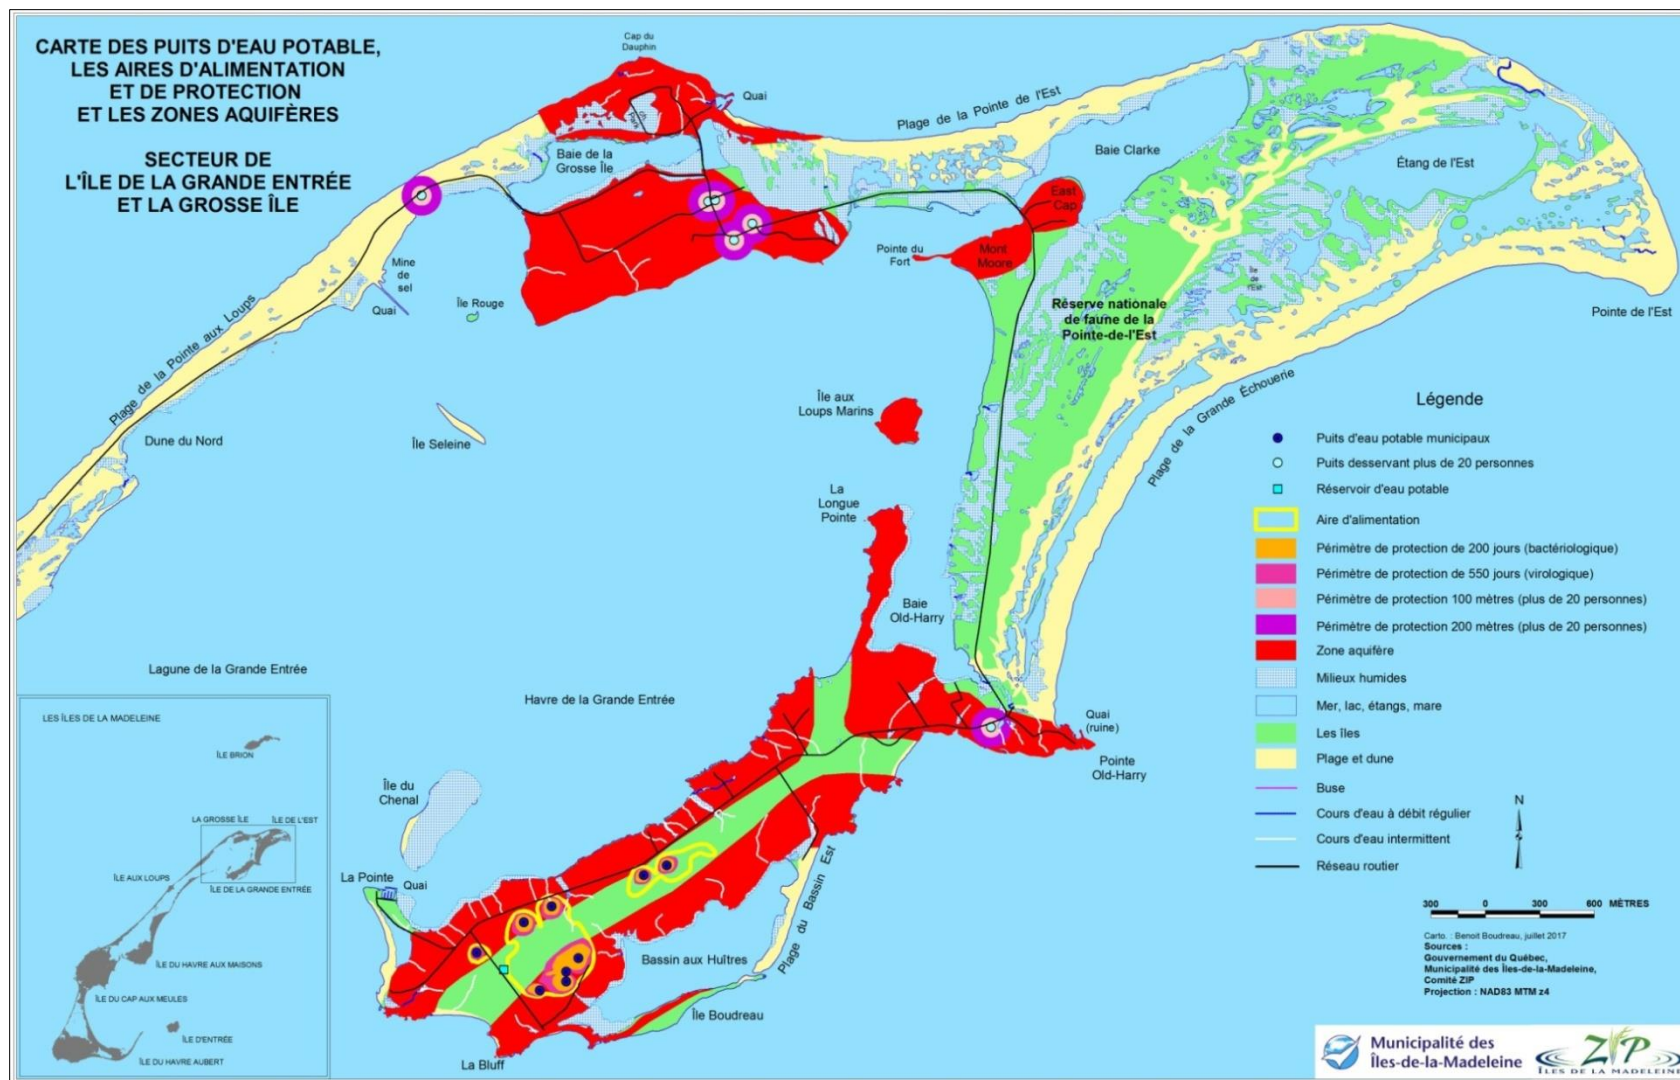 CARTE DES PUITS D'EAU POTABLE,
LES AIRES D'ALIMENTATION
ET DE PROTECTION
ET LES ZONES AQUIFÈRES
SECTEUR DE
L'ÎLE DE LA GRANDE ENTRÉE
ET LA GROSSE ÎLE
Cap du
Dauphin
Quai
ch. Park
Plage de la Pointe de l'Est
Baie de la
Grosse Île
Baie Clarke
Étang de l'Est
East
Cap
Mont
Moore
Pointe du
Fort
Île
de
l'Est
Mine
de
sel
Quai
Île Rouge
Plage de la Pointe aux Loups
Réserve nationale
de faune de la
Pointe-de-l'Est
Pointe de l'Est
Plage de la Grande Échouerie
Île aux
Loups Marins
Dune du Nord
Île Seleine
La
Longue
Pointe
Baie
Old-Harry
Lagune de la Grande Entrée
Havre de la Grande Entrée
Quai
(ruine)
Pointe
Old-Harry
Île du
Chenal
La Pointe
Quai
Plage du Bassin Est
Bassin aux Huîtres
Île Boudreau
La Bluff
Légende
Puits d'eau potable municipaux
Puits desservant plus de 20 personnes
Réservoir d'eau potable
Aire d'alimentation
Périmètre de protection de 200 jours (bactériologique)
Périmètre de protection de 550 jours (virologique)
Périmètre de protection 100 mètres (plus de 20 personnes)
Périmètre de protection 200 mètres (plus de 20 personnes)
Zone aquifère
Milieux humides
Mer, lac, étangs, mare
Les îles
Plage et dune
Buse
Cours d'eau à débit régulier
Cours d'eau intermittent
Réseau routier
N
300 0 300 600 MÈTRES
Carto. : Benoit Boudreau, juillet 2017
Sources :
Gouvernement du Québec,
Municipalité des Îles-de-la-Madeleine,
Comité ZIP
Projection : NAD83 MTM z4
LES ÎLES DE LA MADELEINE
ÎLE BRION
LA GROSSE ÎLE
ÎLE DE L'EST
ÎLE AUX LOUPS
ÎLE DE LA GRANDE ENTRÉE
ÎLE DU HAVRE AUX MAISONS
ÎLE DU CAP AUX MEULES
ÎLE D'ENTRÉE
ÎLE DU HAVRE AUBERT
Municipalité des
Îles-de-la-Madeleine
ZIP
ÎLES DE LA MADELEINE